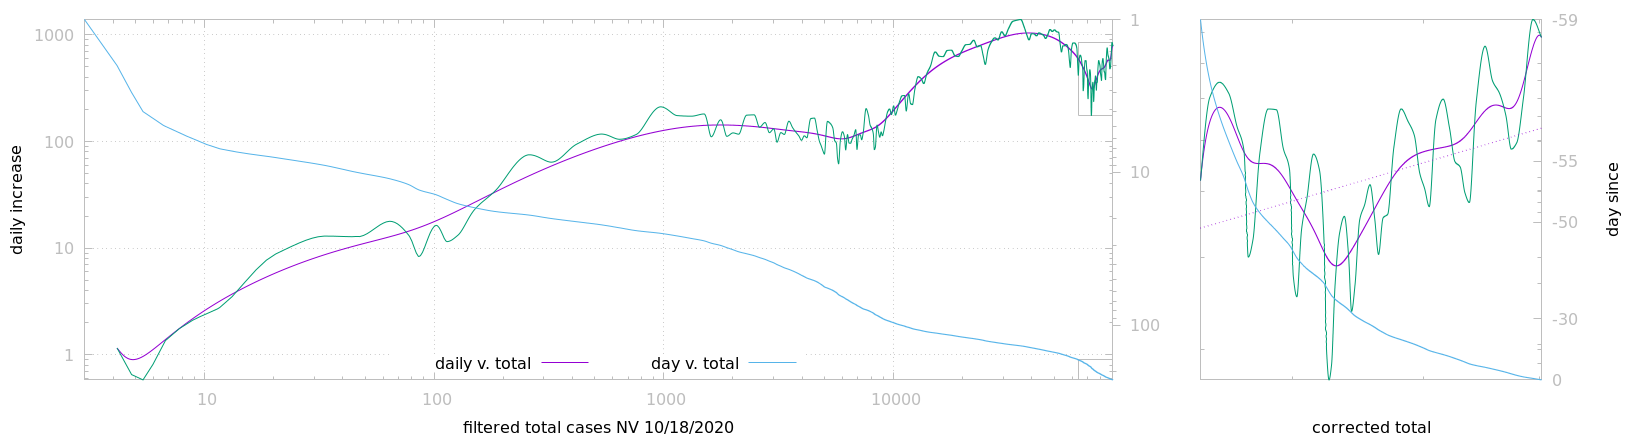 1000
100
10
1
daily increase
10
100
1000
10000
filtered total cases NV 10/18/2020
daily v. total
day v. total
1
10
100
-59
-55
-50
-30
0
day since
corrected total